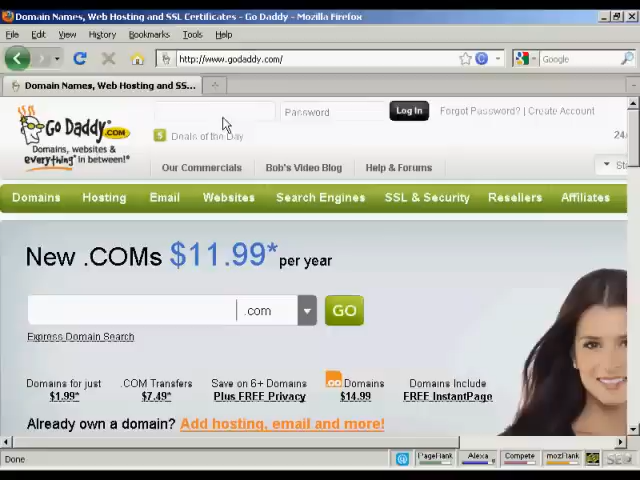 Domain Names, Web Hosting and SSL Certificates - Go Daddy - Mozilla Firefox
File Edit View History Bookmarks Tools Help
http://www.godaddy.com/
Google
Domain Names, Web Hosting and SS...
Go Daddy.COM
Domains, websites &
everything* in between!*
Password
Log In
Forgot Password? | Create Account
$ Deals of the Day
24/
Our Commercials
Bob's Video Blog
Help & Forums
Domains Hosting Email Websites Search Engines SSL & Security Resellers Affiliates
New .COMs $11.99* per year
.com
GO
Express Domain Search
Domains for just
$1.99*
.COM Transfers
$7.49*
Save on 6+ Domains
Plus FREE Privacy
.co Domains
$14.99
Domains Include
FREE InstantPage
Already own a domain? Add hosting, email and more!
Done
PageRank
Alexa
Compete
mozRank